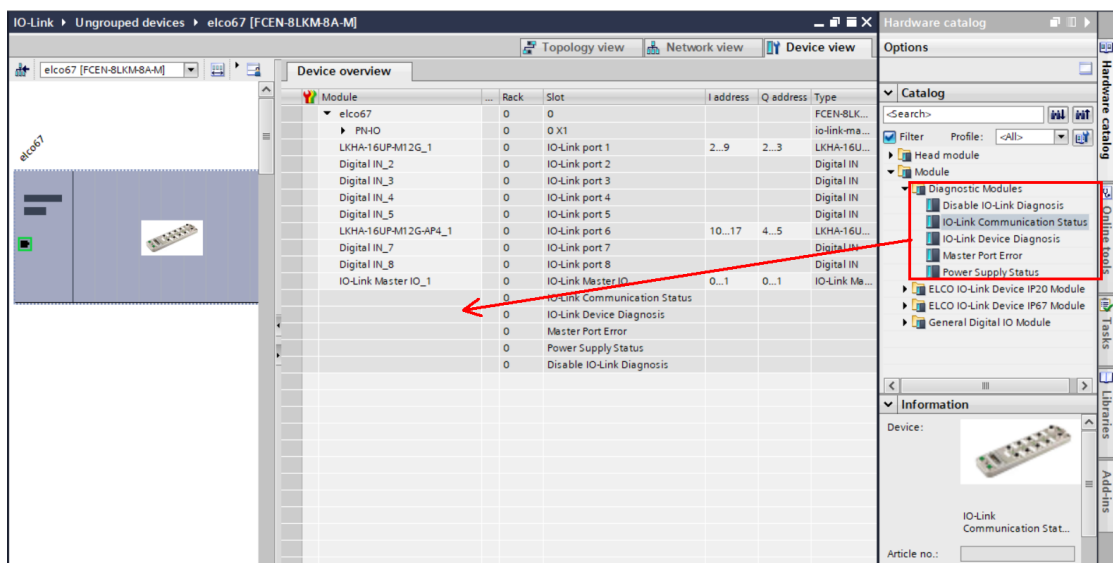 IO-Link ▸ Ungrouped devices ▸ elco67 [FCEN-8LKM-8A-M]
Hardware catalog
Topology view
Network view
Device view
Options
elco67 [FCEN-8LKM-8A-M]
Device overview
Module ... Rack Slot I address Q address Type
elco67 0 0 FCEN-8LK...
PN-IO 0 0 X1 io-link-ma...
LKHA-16UP-M12G_1 0 IO-Link port 1 2...9 2...3 LKHA-16U...
Digital IN_2 0 IO-Link port 2 Digital IN
Digital IN_3 0 IO-Link port 3 Digital IN
Digital IN_4 0 IO-Link port 4 Digital IN
Digital IN_5 0 IO-Link port 5 Digital IN
LKHA-16UP-M12G-AP4_1 0 IO-Link port 6 10...17 4...5 LKHA-16U...
Digital IN_7 0 IO-Link port 7 Digital IN
Digital IN_8 0 IO-Link port 8 Digital IN
IO-Link Master IO_1 0 IO-Link Master IO 0...1 0...1 IO-Link Ma...
0 IO-Link Communication Status
0 IO-Link Device Diagnosis
0 Master Port Error
0 Power Supply Status
0 Disable IO-Link Diagnosis
elco67
Catalog
<Search>
Filter Profile: <All>
Head module
Module
Diagnostic Modules
Disable IO-Link Diagnosis
IO-Link Communication Status
IO-Link Device Diagnosis
Master Port Error
Power Supply Status
ELCO IO-Link Device IP20 Module
ELCO IO-Link Device IP67 Module
General Digital IO Module
Information
Device:
IO-Link
Communication Stat...
Article no.:
Hardware catalog
Online tools
Tasks
Libraries
Add-ins